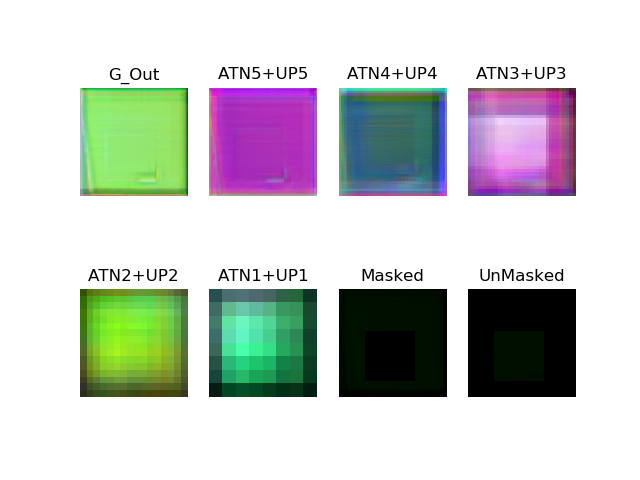 G_Out
ATN5+UP5
ATN4+UP4
ATN3+UP3
ATN2+UP2
ATN1+UP1
Masked
UnMasked